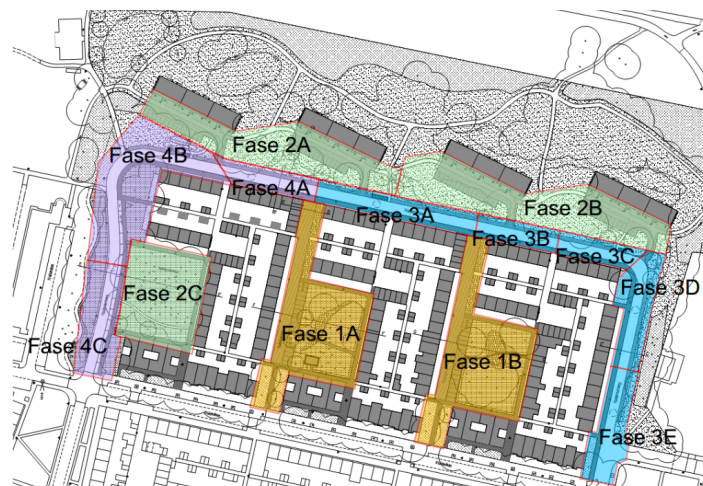 Fase 2A
Fase 4B
Fase 4A
Fase 3A
Fase 2B
Fase 3B
Fase 3C
Fase 3D
Fase 2C
Fase 1A
Fase 1B
Fase 4C
Fase 3E